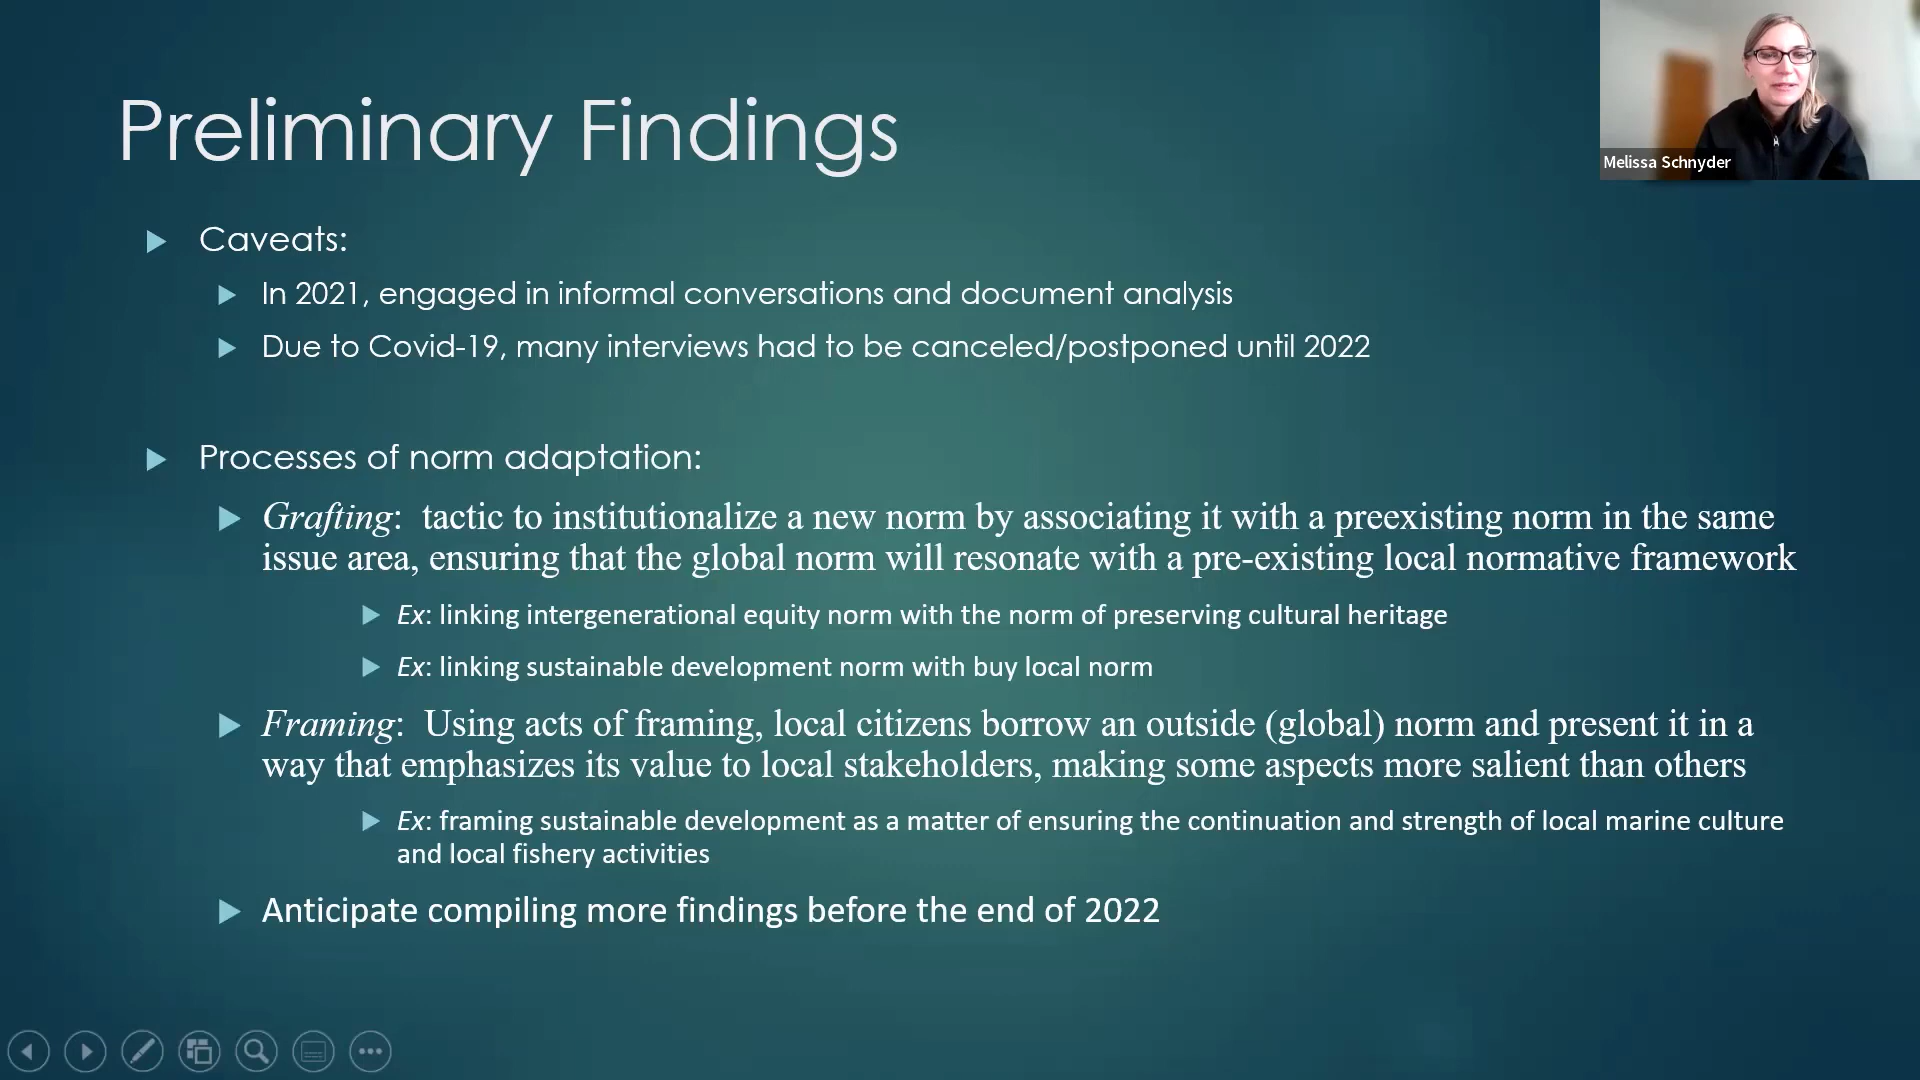 Preliminary Findings
Melissa Schnyder
Caveats:
In 2021, engaged in informal conversations and document analysis
Due to Covid-19, many interviews had to be canceled/postponed until 2022
Processes of norm adaptation:
Grafting: tactic to institutionalize a new norm by associating it with a preexisting norm in the same
issue area, ensuring that the global norm will resonate with a pre-existing local normative framework
Ex: linking intergenerational equity norm with the norm of preserving cultural heritage
Ex: linking sustainable development norm with buy local norm
Framing: Using acts of framing, local citizens borrow an outside (global) norm and present it in a
way that emphasizes its value to local stakeholders, making some aspects more salient than others
Ex: framing sustainable development as a matter of ensuring the continuation and strength of local marine culture
and local fishery activities
Anticipate compiling more findings before the end of 2022